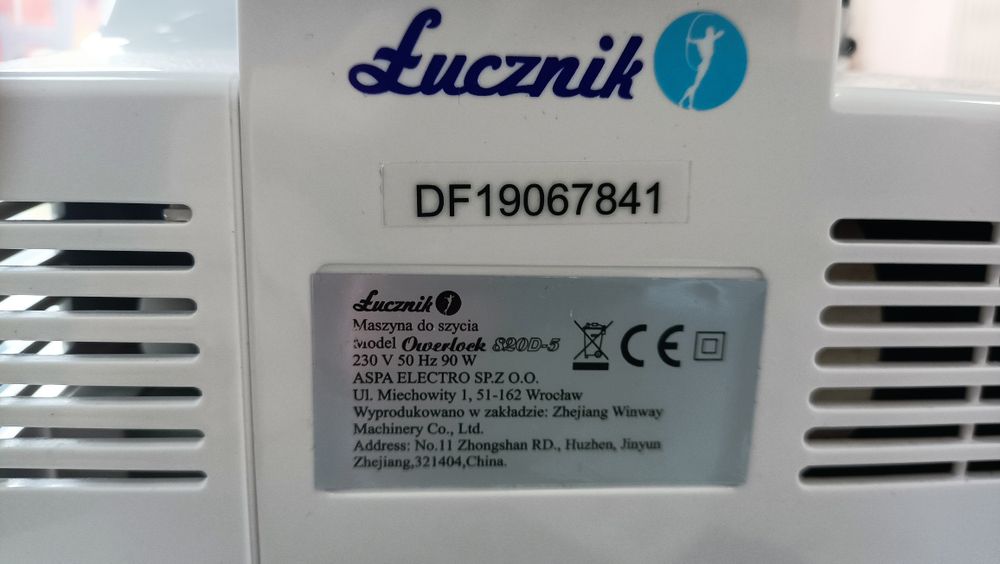 Łucznik
DF19067841
Łucznik
Maszyna do szycia
Model Owerlock 820D-5
230 V 50 Hz 90 W
ASPA ELECTRO SP.Z O.O.
Ul. Miechowity 1, 51-162 Wrocław
Wyprodukowano w zakładzie: Zhejiang Winway
Machinery Co., Ltd.
Address: No.11 Zhongshan RD., Huzhen, Jinyun
Zhejiang,321404,China.
CE